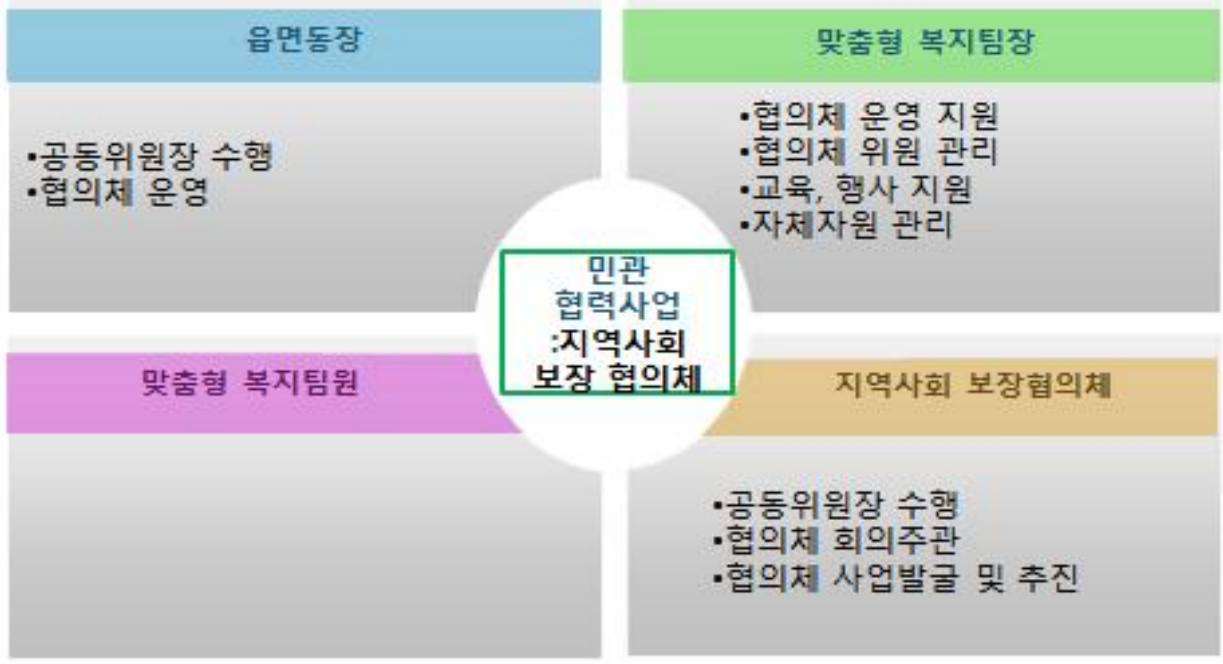 읍면동장
•공동위원장 수행
•협의체 운영
맞춤형 복지팀장
•협의체 운영 지원
•협의체 위원 관리
•교육, 행사 지원
•자체자원 관리
민관
협력사업
:지역사회
보장 협의체
맞춤형 복지팀원
지역사회 보장협의체
•공동위원장 수행
•협의체 회의주관
•협의체 사업발굴 및 추진